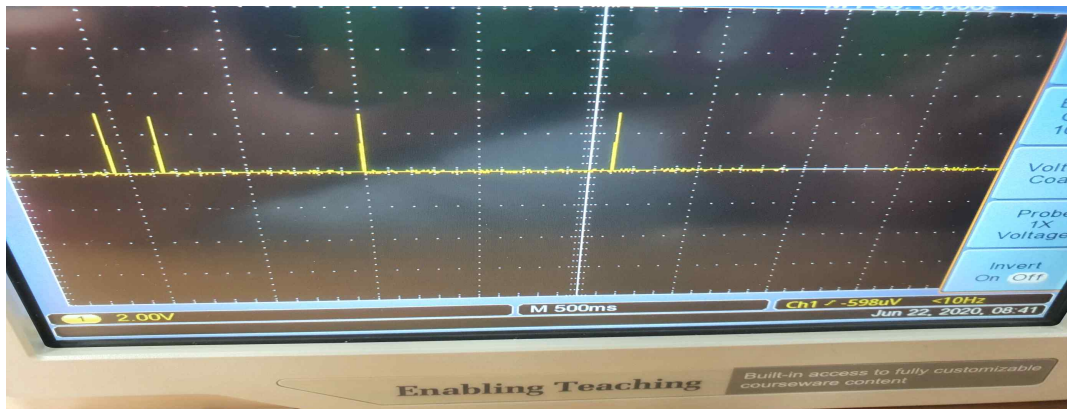 Volt
Coa
Probe
1X
Voltage
Invert
On Off
1 2.00V
M 500ms
Ch1 -598uV <10Hz
Jun 22, 2020, 08:41
Enabling Teaching
Built-in access to fully customizable
courseware content